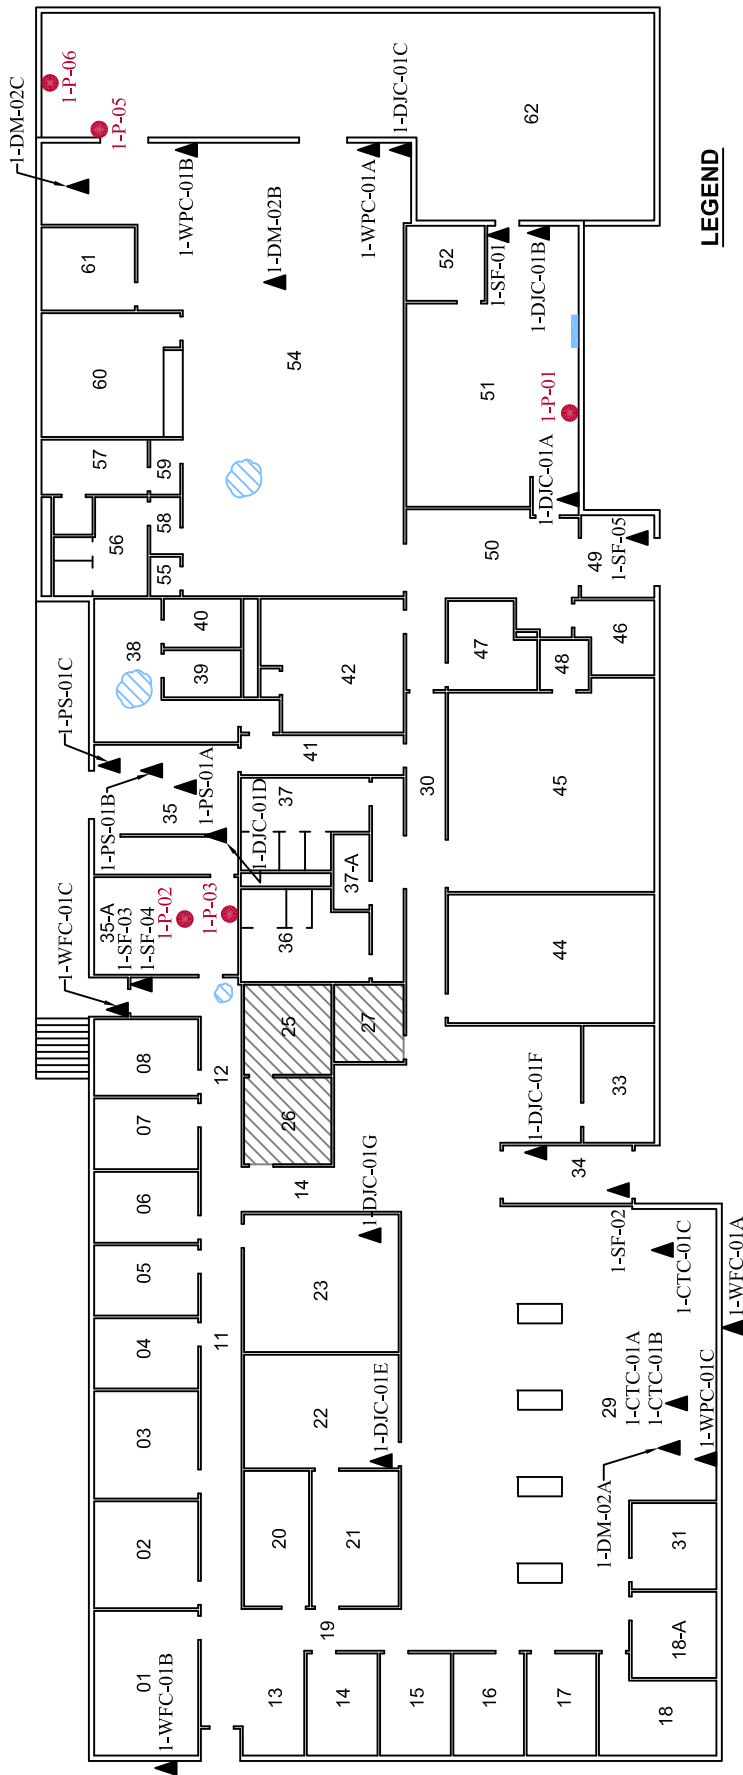 01
1-WFC-01B
02
03
04
05
06
07
08
1-WFC-01C
11
12
13
14
15
16
17
18
18-A
31
19
20
21
22
1-DJC-01E
23
1-DJC-01G
14
26
25
27
29
1-CTC-01A
1-CTC-01B
1-DM-02A
1-WPC-01C
1-CTC-01C
1-WFC-01A
1-SF-02
34
1-DJC-01F
33
35-A
1-SF-03
1-SF-04
1-P-02
1-P-03
35
1-PS-01A
1-PS-01B
1-PS-01C
1-DJC-01D
36
37
37-A
30
41
38
39
40
42
44
45
46
47
48
49
1-SF-05
50
51
1-DJC-01A
1-P-01
1-DJC-01B
1-SF-01
52
54
55
56
57
58
59
60
61
1-DM-02C
1-P-05
1-P-06
1-WPC-01B
1-DM-02B
1-WPC-01A
1-DJC-01C
62
LEGEND